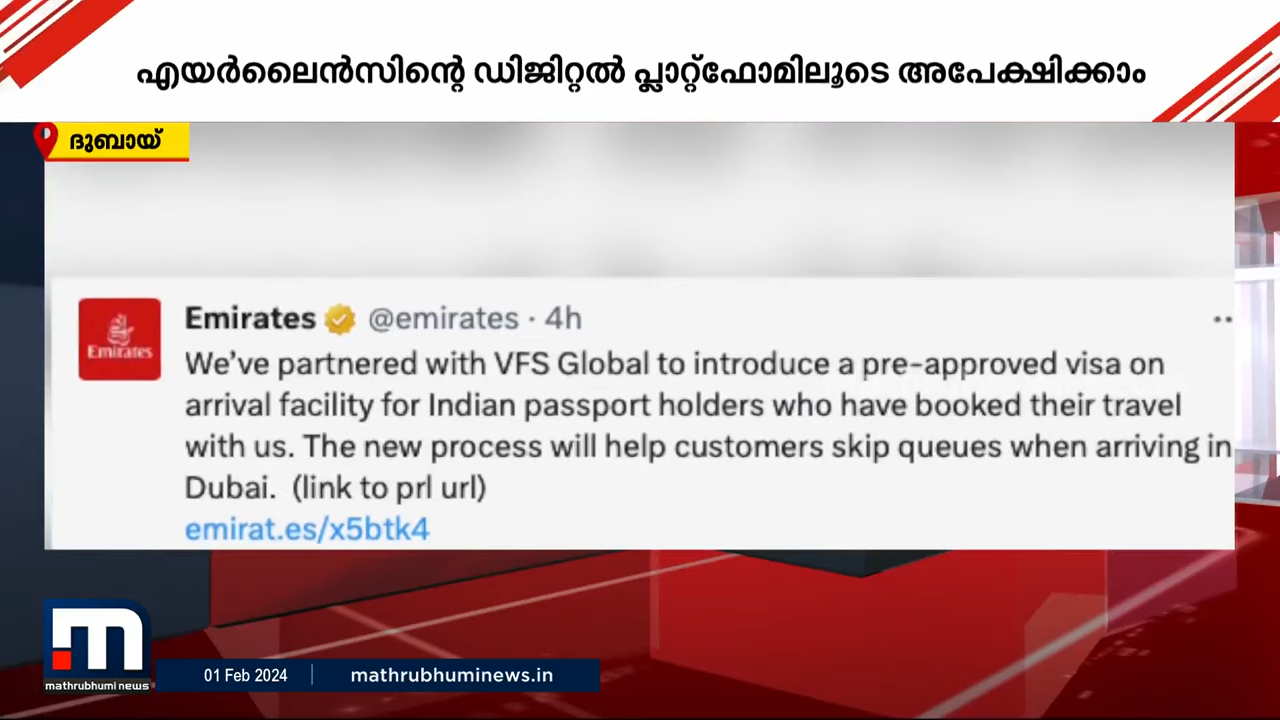 എയർലൈൻസിന്റെ ഡിജിറ്റൽ പ്ലാറ്റ്ഫോമിലൂടെ അപേക്ഷിക്കാം
ദുബായ്
Emirates @emirates · 4h
We’ve partnered with VFS Global to introduce a pre-approved visa on
arrival facility for Indian passport holders who have booked their travel
with us. The new process will help customers skip queues when arriving in
Dubai. (link to prl url)
emirat.es/x5btk4
Emirates
mathrubhumi news
01 Feb 2024
mathrubhuminews.in